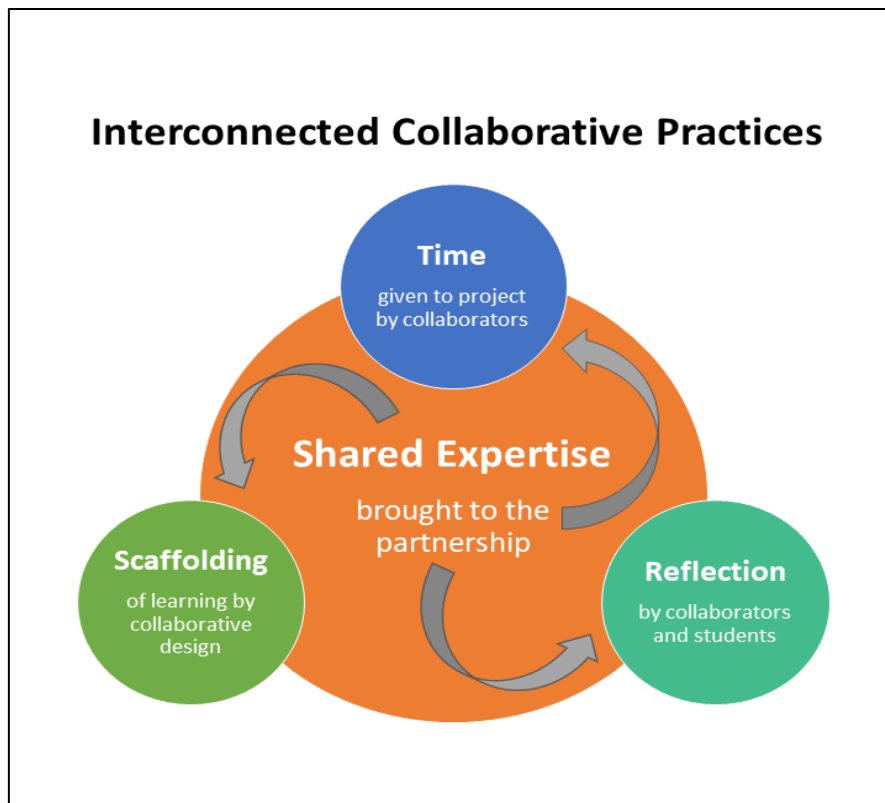 Interconnected Collaborative Practices
Time
given to project
by collaborators
Shared Expertise
brought to the
partnership
Scaffolding
of learning by
collaborative
design
Reflection
by collaborators
and students